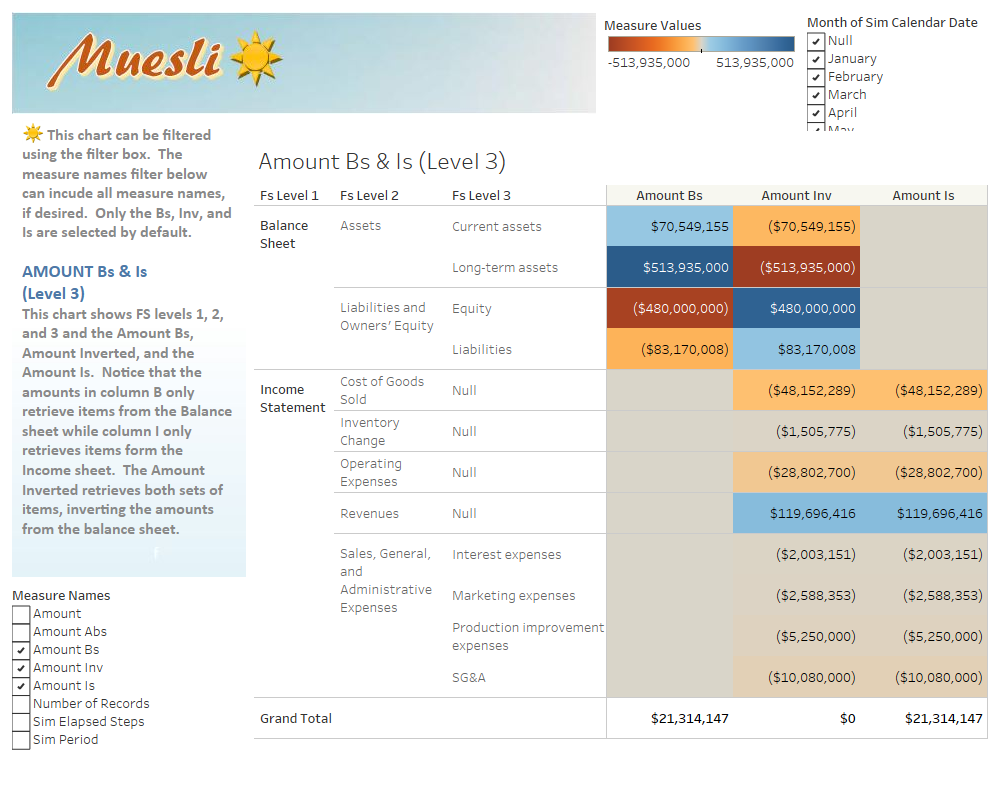 Muesli
Measure Values
-513,935,000 513,935,000
Month of Sim Calendar Date
Null
January
February
March
April
May
This chart can be filtered
using the filter box. The
measure names filter below
can incude all measure names,
if desired. Only the Bs, Inv, and
Is are selected by default.
AMOUNT Bs & Is
(Level 3)
This chart shows FS levels 1, 2,
and 3 and the Amount Bs,
Amount Inverted, and the
Amount Is. Notice that the
amounts in column B only
retrieve items from the Balance
sheet while column I only
retrieves items form the
Income sheet. The Amount
Inverted retrieves both sets of
items, inverting the amounts
from the balance sheet.
f
Measure Names
Amount
Amount Abs
Amount Bs
Amount Inv
Amount Is
Number of Records
Sim Elapsed Steps
Sim Period
Amount Bs & Is (Level 3)
Fs Level 1 Fs Level 2 Fs Level 3 Amount Bs Amount Inv Amount Is
Balance
Sheet
Assets
Current assets $70,549,155 ($70,549,155)
Long-term assets $513,935,000 ($513,935,000)
Liabilities and
Owners' Equity
Equity ($480,000,000) $480,000,000
Liabilities ($83,170,008) $83,170,008
Income
Statement
Cost of Goods
Sold
Null ($48,152,289) ($48,152,289)
Inventory
Change
Null ($1,505,775) ($1,505,775)
Operating
Expenses
Null ($28,802,700) ($28,802,700)
Revenues Null $119,696,416 $119,696,416
Sales, General,
and
Administrative
Expenses
Interest expenses ($2,003,151) ($2,003,151)
Marketing expenses ($2,588,353) ($2,588,353)
Production improvement
expenses
($5,250,000) ($5,250,000)
SG&A ($10,080,000) ($10,080,000)
Grand Total $21,314,147 $0 $21,314,147